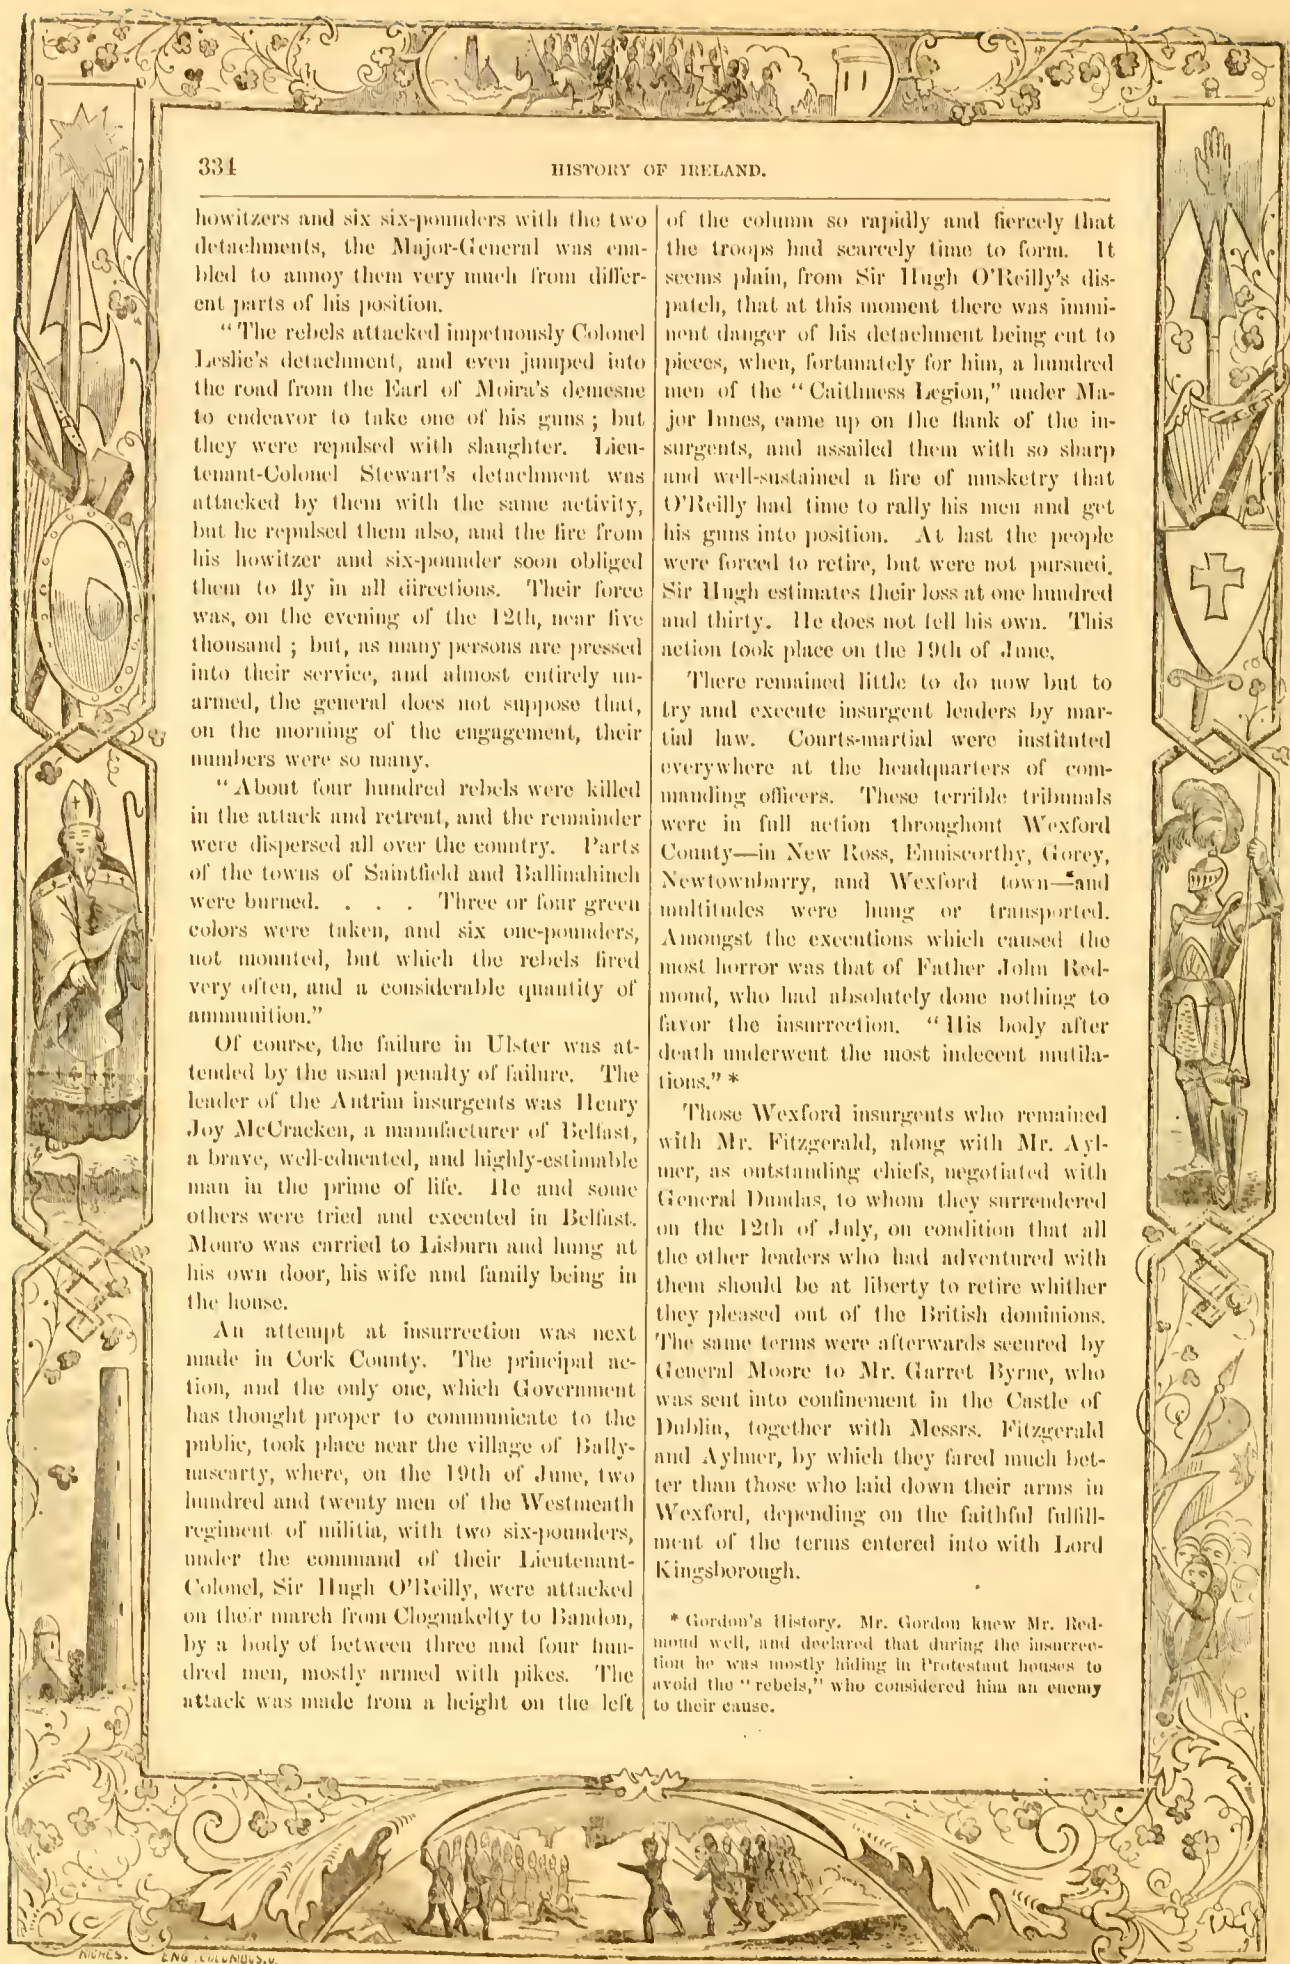 334
HISTORY OF IRELAND.
howitzers and six six-pounders with the two
detachments, the Major-General was ena-
bled to annoy them very much from differ-
ent parts of his position.
"The rebels attacked impetuously Colonel
Leslie's detachment, and even jumped into
the road from the Earl of Moira's demesne
to endeavor to take one of his guns; but
they were repulsed with slaughter. Lieu-
tenant-Colonel Stewart's detachment was
attacked by them with the same activity,
but he repulsed them also, and the fire from
his howitzer and six-pounder soon obliged
them to fly in all directions. Their force
was, on the evening of the 12th, near five
thousand; but, as many persons are pressed
into their service, and almost entirely un-
armed, the general does not suppose that,
on the morning of the engagement, their
numbers were so many.
"About four hundred rebels were killed
in the attack and retreat, and the remainder
were dispersed all over the country. Parts
of the towns of Saintfield and Ballinahinch
were burned. . . . Three or four green
colors were taken, and six one-pounders,
not mounted, but which the rebels fired
very often, and a considerable quantity of
ammunition."
Of course, the failure in Ulster was at-
tended by the usual penalty of failure. The
leader of the Antrim insurgents was Henry
Joy McCracken, a manufacturer of Belfast,
a brave, well-educated, and highly-estimable
man in the prime of life. He and some
others were tried and executed in Belfast.
Monro was carried to Lisburn and hung at
his own door, his wife and family being in
the house.
An attempt at insurrection was next
made in Cork County. The principal ac-
tion, and the only one, which Government
has thought proper to communicate to the
public, took place near the village of Bally-
nascarty, where, on the 19th of June, two
hundred and twenty men of the Westmeath
regiment of militia, with two six-pounders,
under the command of their Lieutenant-
Colonel, Sir Hugh O'Reilly, were attacked
on their march from Clognakelty to Bandon,
by a body of between three and four hun-
dred men, mostly armed with pikes. The
attack was made from a height on the left
of the column so rapidly and fiercely that
the troops had scarcely time to form. It
seems plain, from Sir Hugh O'Reilly's dis-
patch, that at this moment there was immi-
nent danger of his detachment being cut to
pieces, when, fortunately for him, a hundred
men of the "Caithness Legion," under Ma-
jor Innes, came up on the flank of the in-
surgents, and assailed them with so sharp
and well-sustained a fire of musketry that
O'Reilly had time to rally his men and get
his guns into position. At last the people
were forced to retire, but were not pursued.
Sir Hugh estimates their loss at one hundred
and thirty. He does not tell his own. This
action took place on the 19th of June.
There remained little to do now but to
try and execute insurgent leaders by mar-
tial law. Courts-martial were instituted
everywhere at the headquarters of com-
manding officers. These terrible tribunals
were in full action throughout Wexford
County—in New Ross, Enniscorthy, Gorey,
Newtownbarry, and Wexford town—and
multitudes were hung or transported.
Amongst the executions which caused the
most horror was that of Father John Red-
mond, who had absolutely done nothing to
favor the insurrection. "His body after
death underwent the most indecent mutila-
tions." *
Those Wexford insurgents who remained
with Mr. Fitzgerald, along with Mr. Ayl-
mer, as outstanding chiefs, negotiated with
General Dundas, to whom they surrendered
on the 12th of July, on condition that all
the other leaders who had adventured with
them should be at liberty to retire whither
they pleased out of the British dominions.
The same terms were afterwards secured by
General Moore to Mr. Garret Byrne, who
was sent into confinement in the Castle of
Dublin, together with Messrs. Fitzgerald
and Aylmer, by which they fared much bet-
ter than those who laid down their arms in
Wexford, depending on the faithful fulfill-
ment of the terms entered into with Lord
Kingsborough.
* Gordon's History. Mr. Gordon knew Mr. Red-
mond well, and declared that during the insurrec-
tion he was mostly hiding in Protestant houses to
avoid the "rebels," who considered him an enemy
to their cause.
RICHES. ENG. COLUMBUS.O.